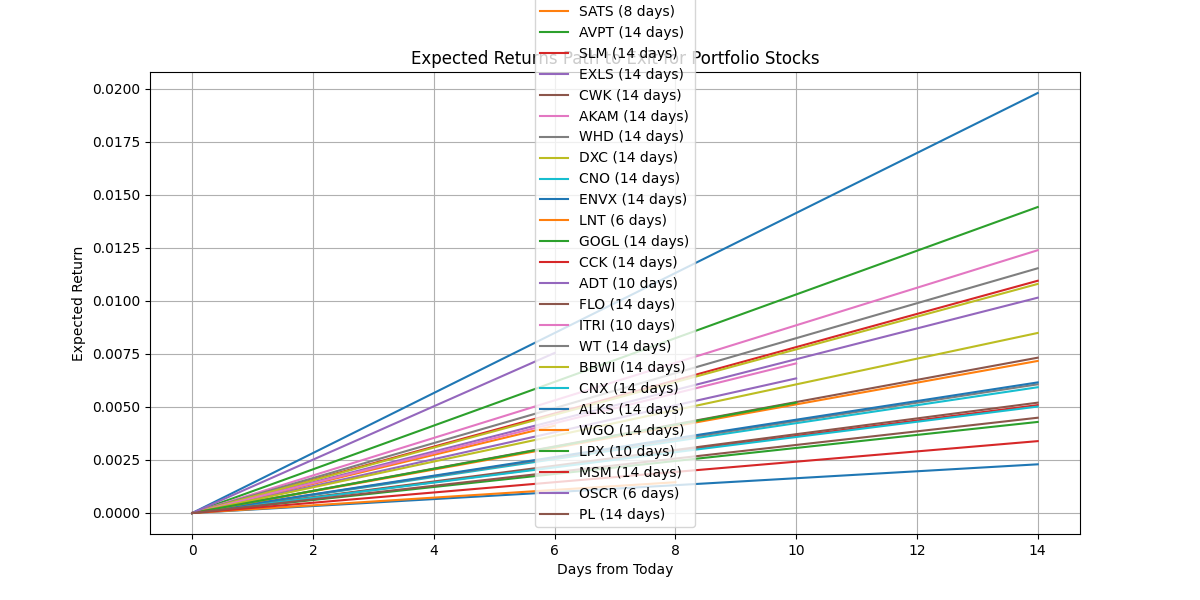 SATS (8 days)
AVPT (14 days)
Expected Returns Path to Exit for Portfolio Stocks
SLM (14 days)
EXLS (14 days)
CWK (14 days)
AKAM (14 days)
WHD (14 days)
DXC (14 days)
CNO (14 days)
ENVX (14 days)
LNT (6 days)
GOGL (14 days)
CCK (14 days)
ADT (10 days)
FLO (14 days)
ITRI (10 days)
WT (14 days)
BBWI (14 days)
CNX (14 days)
ALKS (14 days)
WGO (14 days)
LPX (10 days)
MSM (14 days)
OSCR (6 days)
PL (14 days)
0.0200
0.0175
0.0150
0.0125
0.0100
0.0075
0.0050
0.0025
0.0000
Expected Return
0 2 4 6 8 10 12 14
Days from Today